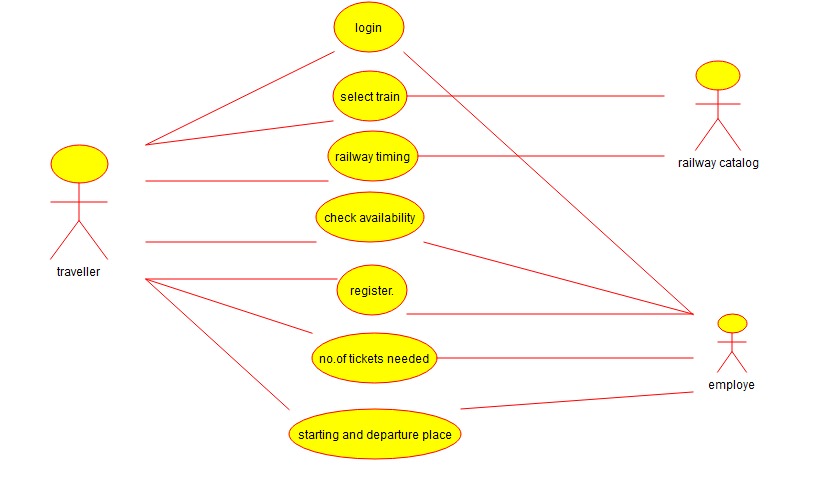 login
select train
railway timing
railway catalog
check availability
traveller
register.
no.of tickets needed
employe
starting and departure place